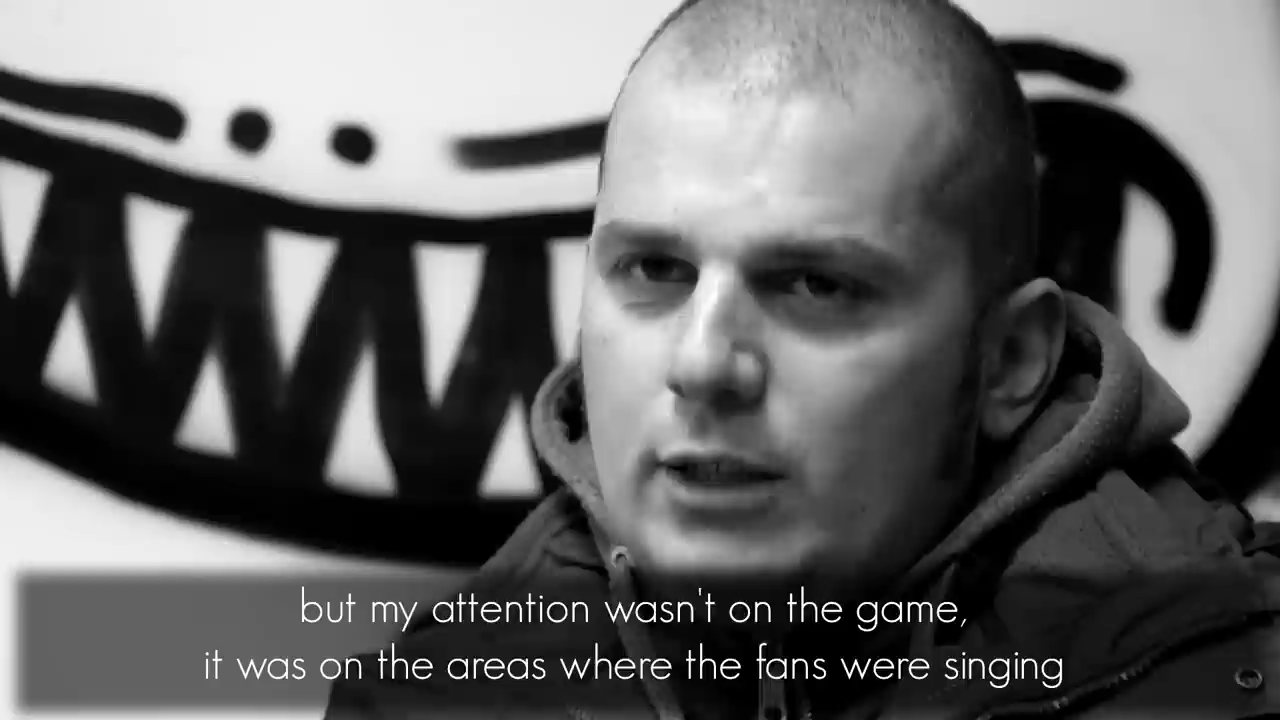 but my attention wasn't on the game,
it was on the areas where the fans were singing